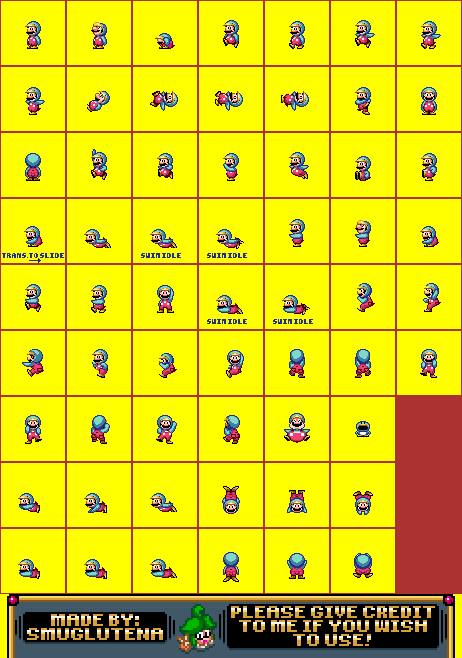 TRANS.TO SLIDE
SWIM IDLE
SWIM IDLE
SWIM IDLE
SWIM IDLE
MADE BY:
SMUGLUTENA
PLEASE GIVE CREDIT
TO ME IF YOU WISH
TO USE!